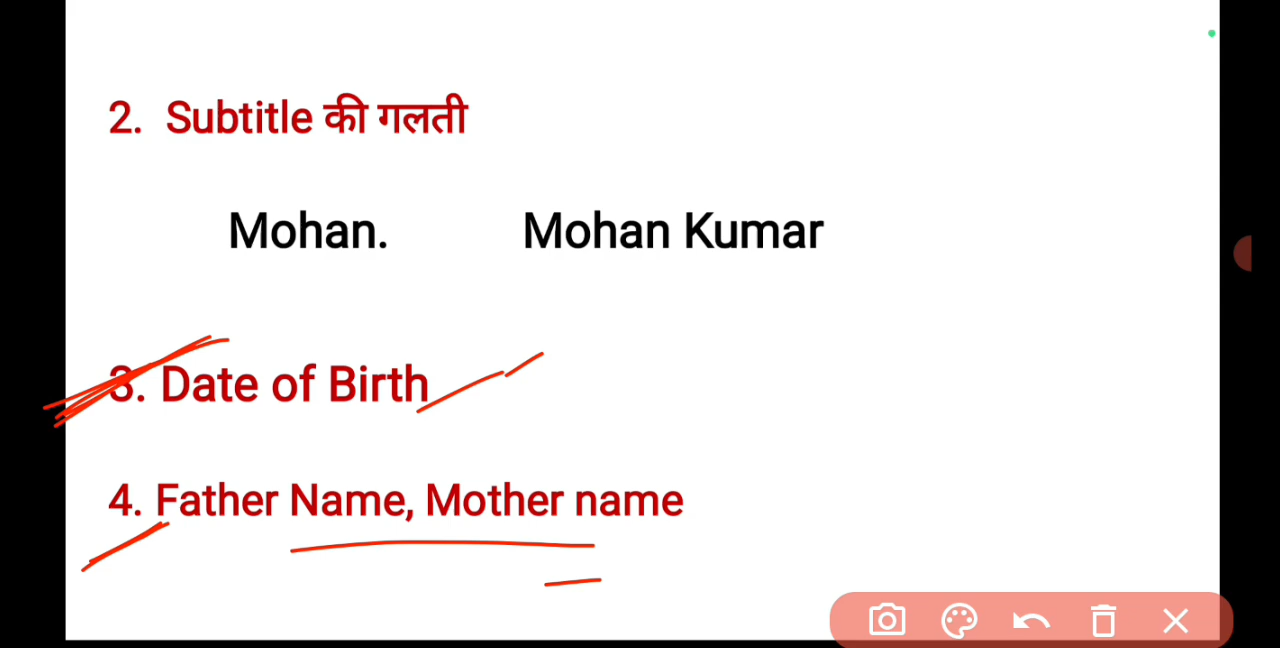 2. Subtitle की गलती
Mohan. Mohan Kumar
3. Date of Birth
4. Father Name, Mother name